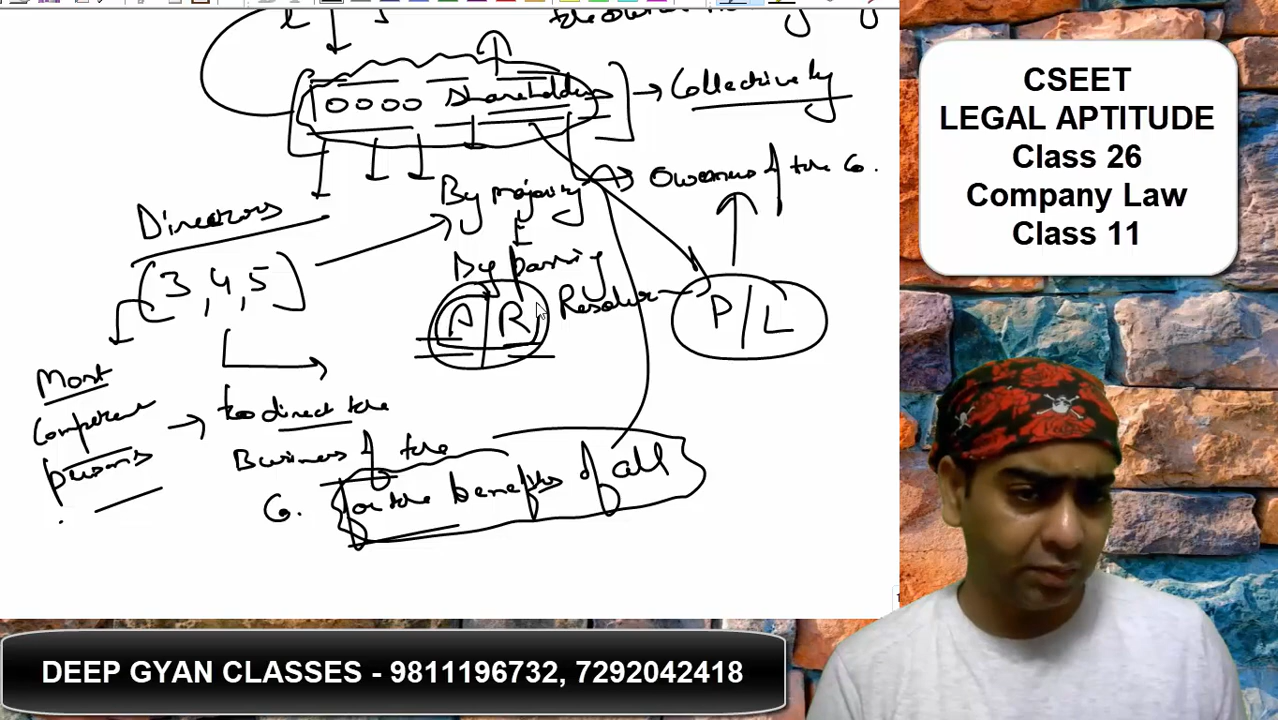 Shareholders → Collectively
Owners of the Co.
By majority
Directors
By passing
[3, 4, 5]
A | R
Resolu
P / L
Most
Competent
persons
to direct the
Business of the
Co.
for the benefits of all
CSEET
LEGAL APTITUDE
Class 26
Company Law
Class 11
DEEP GYAN CLASSES - 9811196732, 7292042418